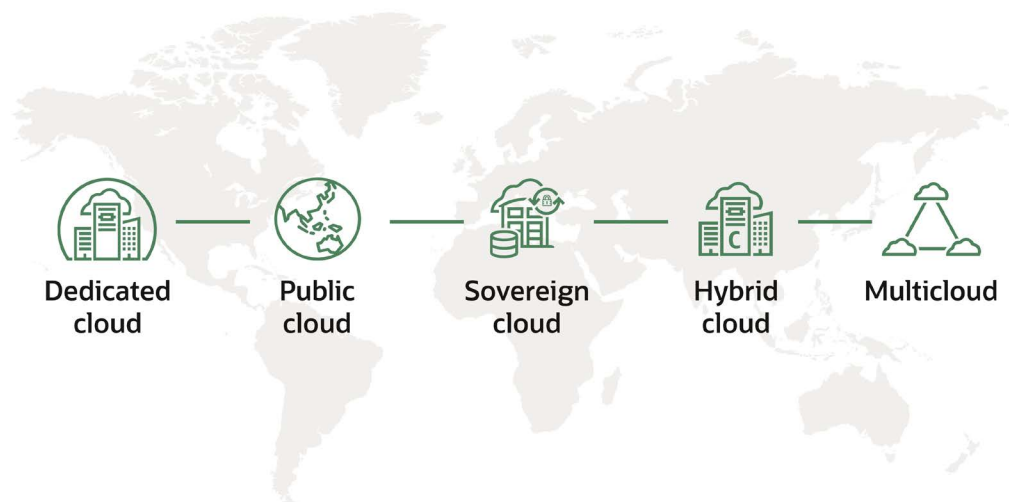 Dedicated
cloud
Public
cloud
Sovereign
cloud
C
Hybrid
cloud
Multicloud